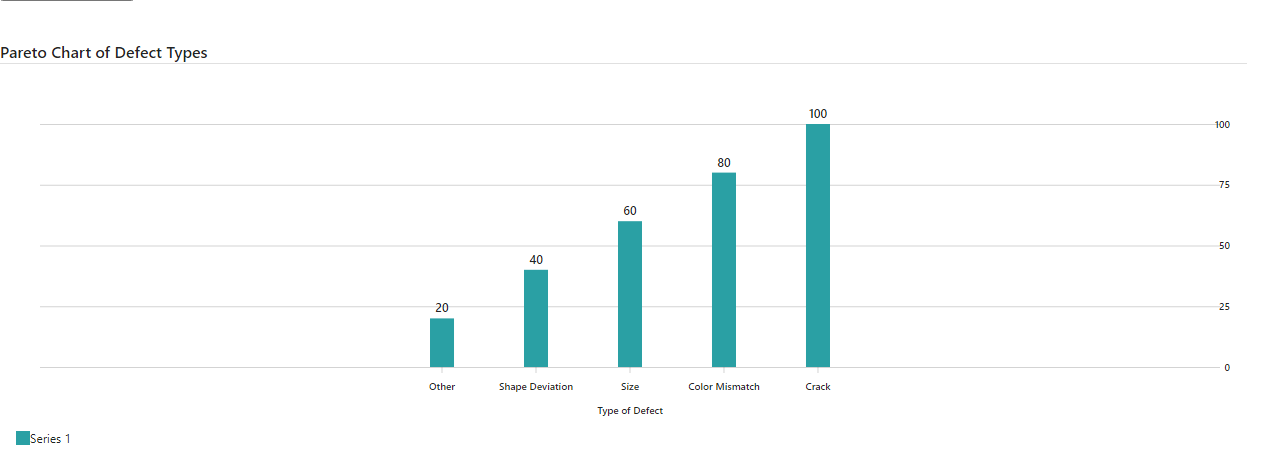 Pareto Chart of Defect Types
100
100
80
75
60
50
40
25
20
0
Other Shape Deviation Size Color Mismatch Crack
Type of Defect
Series 1